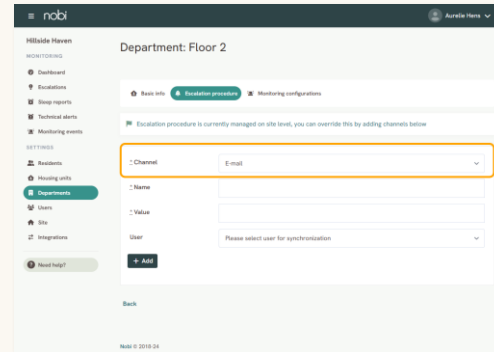 nobi
Aurelie Hens
Hillside Haven
MONITORING
Dashboard
Escalations
Sleep reports
Technical alerts
Monitoring events
SETTINGS
Residents
Housing units
Departments
Users
Site
Integrations
Need help?
Department: Floor 2
Basic info
Escalation procedure
Monitoring configurations
Escalation procedure is currently managed on site level, you can override this by adding channels below
* Channel
E-mail
* Name
* Value
User
Please select user for synchronization
+ Add
Back
Nobi © 2018-24